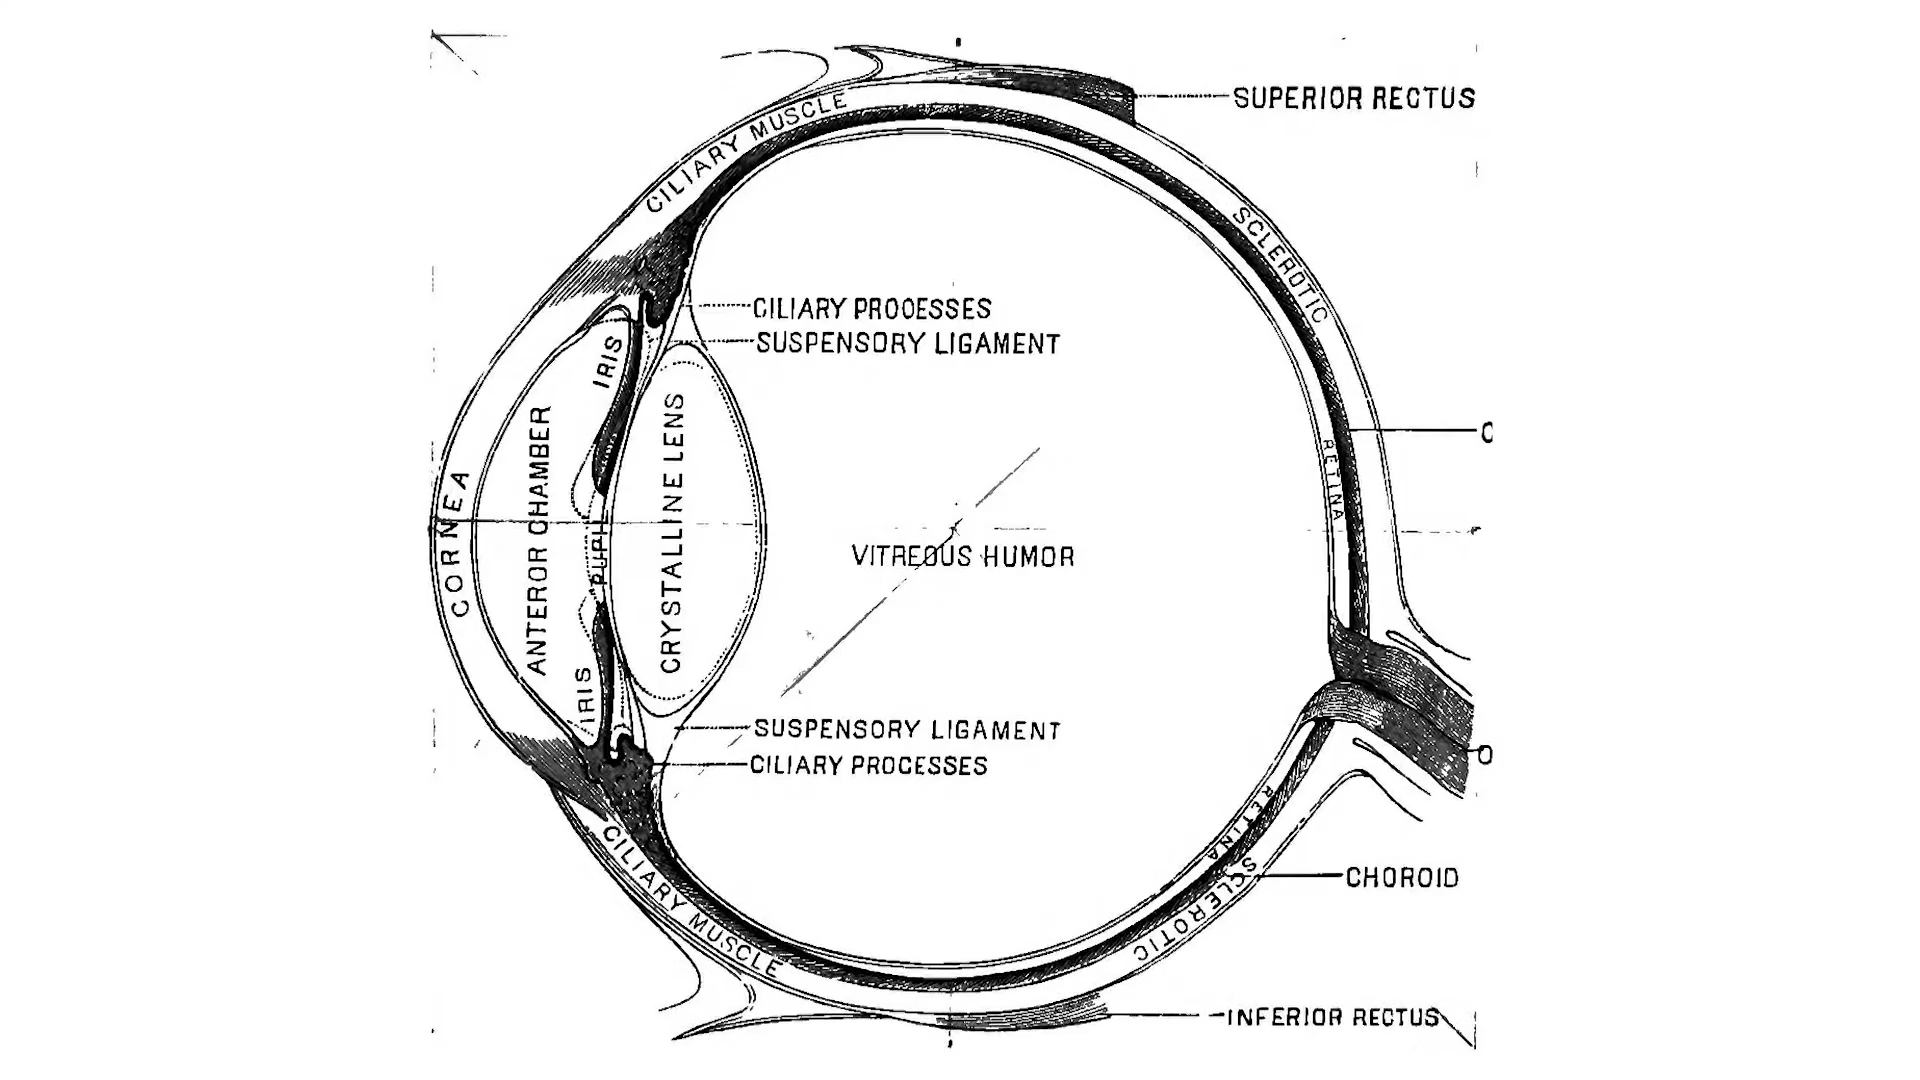 SUPERIOR RECTUS
CILIARY MUSCLE
SCLEROTIC
CILIARY PROCESSES
SUSPENSORY LIGAMENT
IRIS
CRYSTALLINE LENS
ANTEROR CHAMBER
C
RETINA
CORNEA
PUPIL
VITREOUS HUMOR
IRIS
SUSPENSORY LIGAMENT
CILIARY PROCESSES
O
RETINA
CILIARY MUSCLE
SCLEROTIC
CHOROID
INFERIOR RECTUS